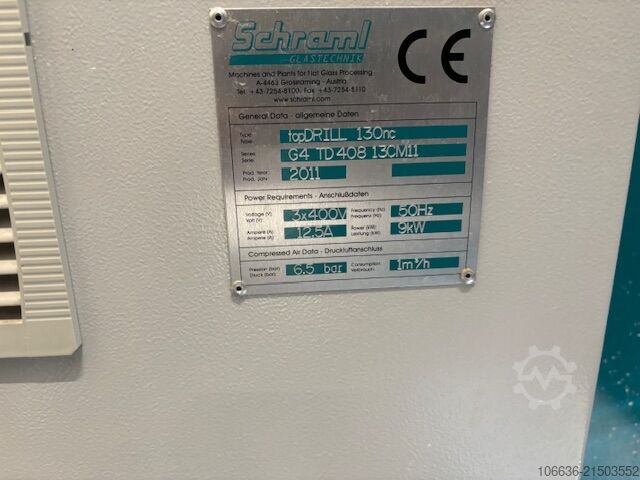 Schraml
GLASTECHNIK
CE
Machines and Plants for Flat Glass Processing
A-4463 Grossraming - Austria
Tel. +43-7254-8100, Fax +43-7254-8110
www.schraml.com
General Data - allgemeine Daten
Type: Type: topDRILL 130nc
Series: Serie: G4 TD 408 13CM11
Prod. Year: Prod. Jahr: 2011
Power Requirements - Anschlußdaten
Voltage (V): Volt (V): 3x400V Frequency (Hz): Frequenz (Hz): 50Hz
Ampere (A): Ampere (A): 12.5A Power (kW): Leistung (kW): 9kW
Compressed Air Data - Druckluftanschluss
Pression (bar): Druck (bar): 6.5 bar Consumption: Verbrauch: 1m³/h
106636-21503552